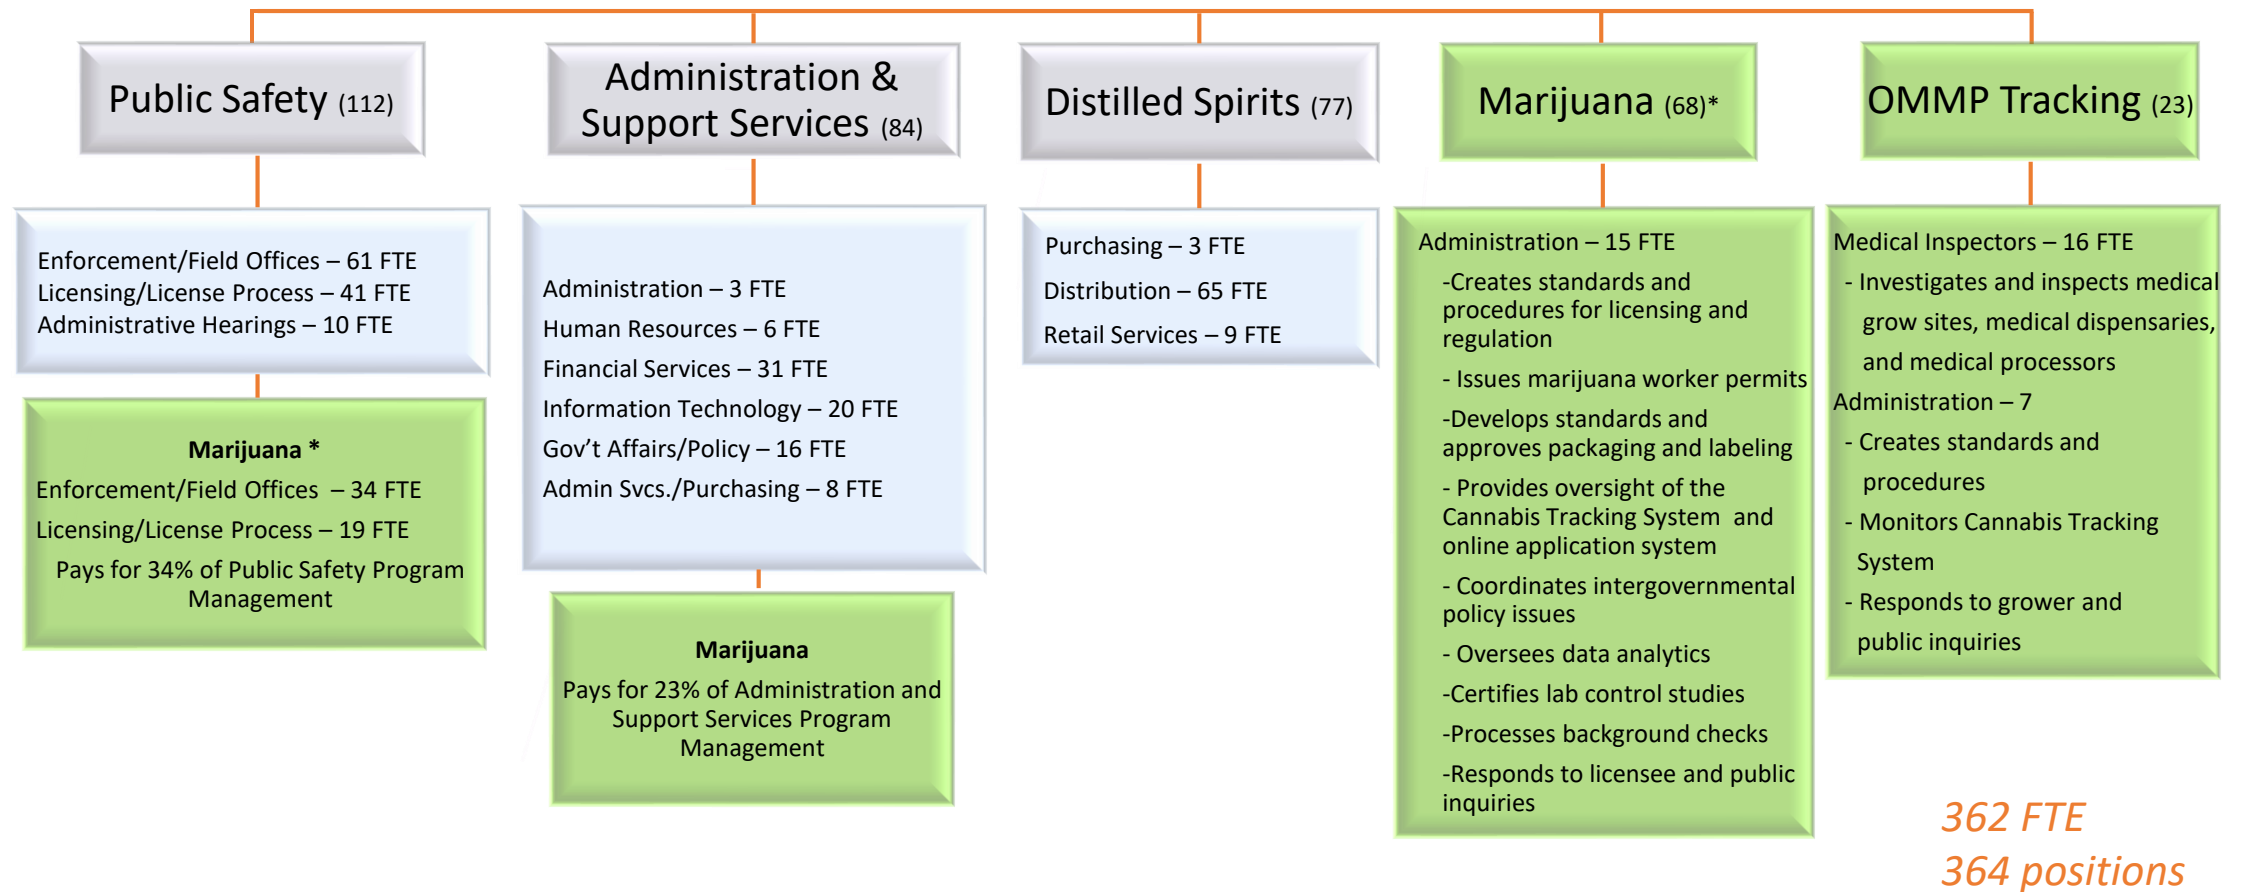 Public Safety (112)
Enforcement/Field Offices – 61 FTE
Licensing/License Process – 41 FTE
Administrative Hearings – 10 FTE
Marijuana *
Enforcement/Field Offices – 34 FTE
Licensing/License Process – 19 FTE
Pays for 34% of Public Safety Program
Management
Administration &
Support Services (84)
Administration – 3 FTE
Human Resources – 6 FTE
Financial Services – 31 FTE
Information Technology – 20 FTE
Gov’t Affairs/Policy – 16 FTE
Admin Svcs./Purchasing – 8 FTE
Marijuana
Pays for 23% of Administration and
Support Services Program
Management
Distilled Spirits (77)
Purchasing – 3 FTE
Distribution – 65 FTE
Retail Services – 9 FTE
Marijuana (68)*
Administration – 15 FTE
-Creates standards and
procedures for licensing and
regulation
- Issues marijuana worker permits
-Develops standards and
approves packaging and labeling
- Provides oversight of the
Cannabis Tracking System and
online application system
- Coordinates intergovernmental
policy issues
- Oversees data analytics
-Certifies lab control studies
-Processes background checks
-Responds to licensee and public
inquiries
OMMP Tracking (23)
Medical Inspectors – 16 FTE
- Investigates and inspects medical
grow sites, medical dispensaries,
and medical processors
Administration – 7
- Creates standards and
procedures
- Monitors Cannabis Tracking
System
- Responds to grower and
public inquiries
362 FTE
364 positions